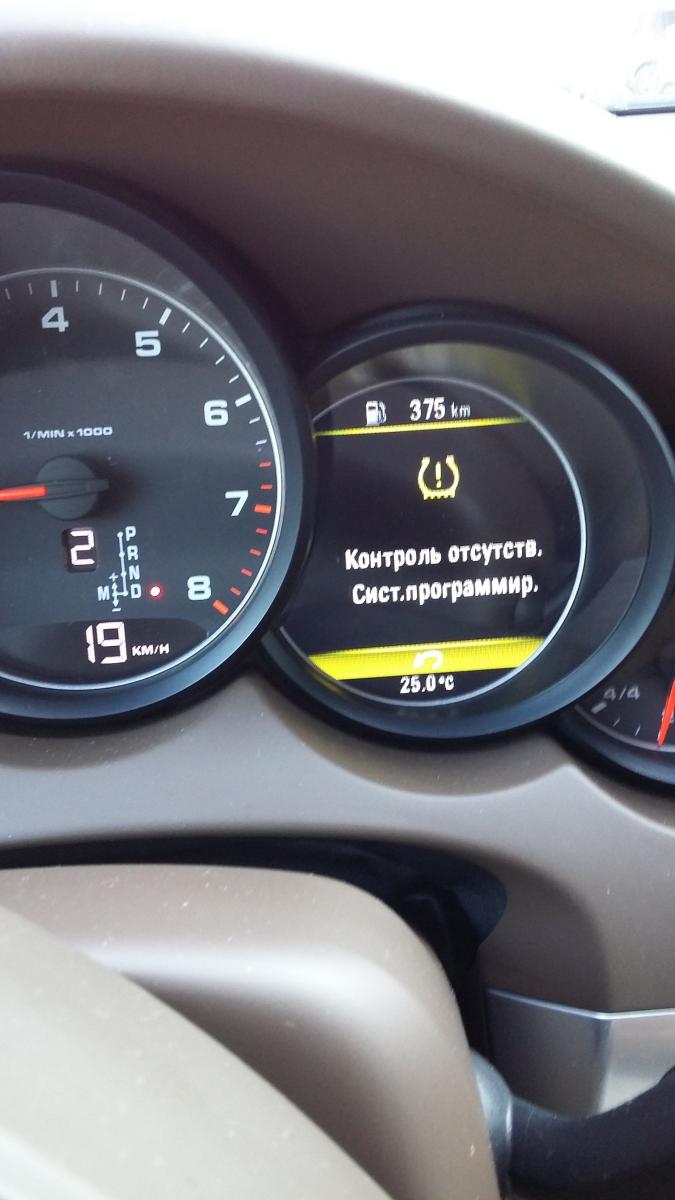 4
5
6
7
8
1/MIN x 1000
2
P
R
N
D
M
+
−
19 KM/H
375 km
Контроль отсутств.
Сист.программир.
25.0°C
4/4